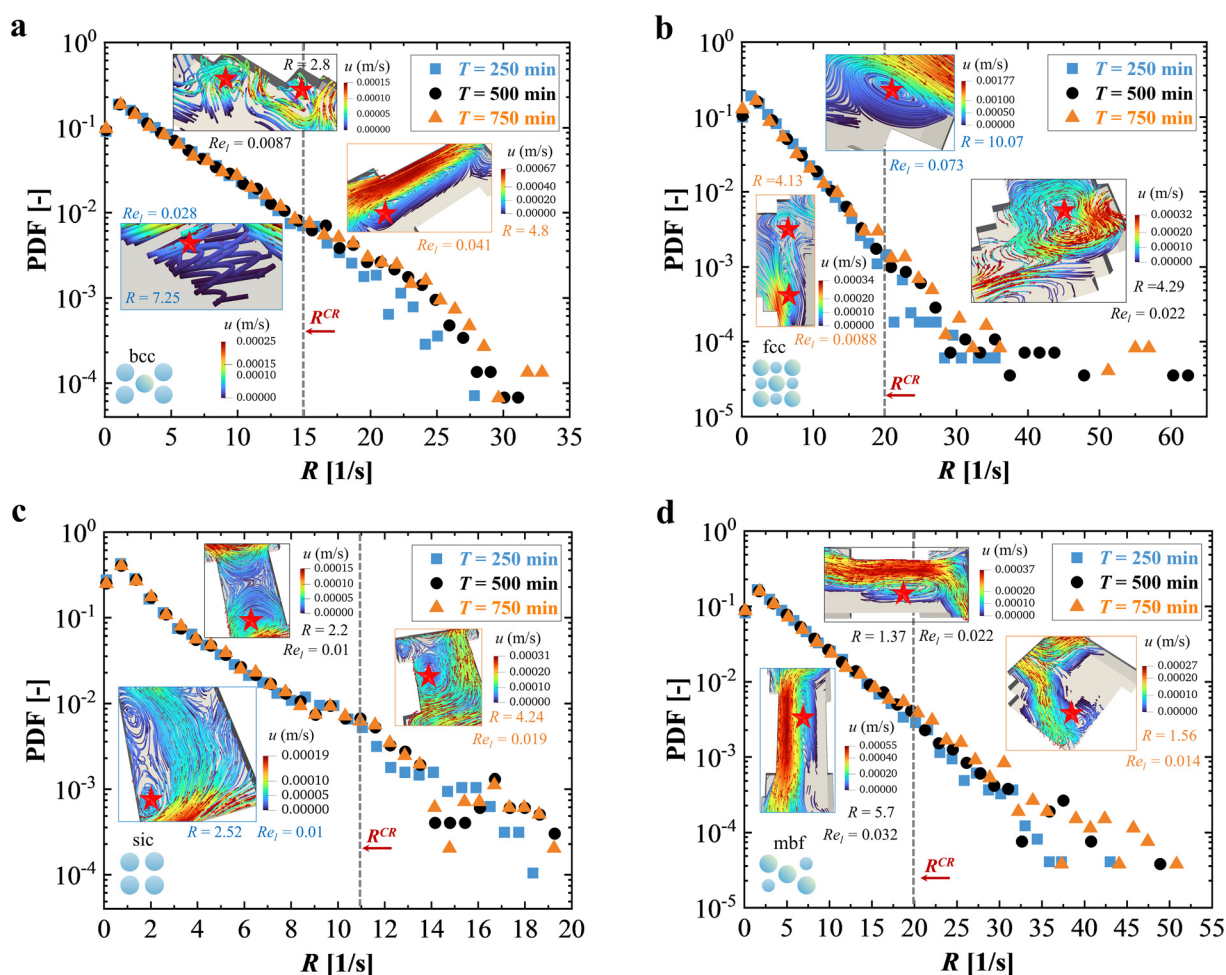 a
10⁰
10⁻¹
10⁻²
10⁻³
10⁻⁴
PDF [-]
0 5 10 15 20 25 30 35
R [1/s]
T = 250 min
T = 500 min
T = 750 min
R = 2.8
u (m/s)
0.00015
0.00010
0.00005
0.00000
Re_l = 0.0087
u (m/s)
0.00067
0.00040
0.00020
0.00000
Re_l = 0.041
R = 4.8
Re_l = 0.028
R = 7.25
u (m/s)
0.00025
0.00015
0.00010
0.00000
R^CR
bcc
b
10⁰
10⁻¹
10⁻²
10⁻³
10⁻⁴
10⁻⁵
PDF [-]
0 10 20 30 40 50 60
R [1/s]
T = 250 min
T = 500 min
T = 750 min
u (m/s)
0.00177
0.00100
0.00050
0.00000
R = 10.07
Re_l = 0.073
R =4.13
u (m/s)
0.00034
0.00020
0.00010
0.00000
Re_l = 0.0088
u (m/s)
0.00032
0.00020
0.00010
0.00000
R =4.29
Re_l = 0.022
R^CR
fcc
c
10⁰
10⁻¹
10⁻²
10⁻³
10⁻⁴
PDF [-]
0 2 4 6 8 10 12 14 16 18 20
R [1/s]
T = 250 min
T = 500 min
T = 750 min
u (m/s)
0.00015
0.00010
0.00005
0.00000
R = 2.2
Re_l = 0.01
u (m/s)
0.00031
0.00020
0.00010
0.00000
R = 4.24
Re_l = 0.019
u (m/s)
0.00019
0.00010
0.00005
0.00000
R = 2.52 Re_l = 0.01
R^CR
sic
d
10⁰
10⁻¹
10⁻²
10⁻³
10⁻⁴
10⁻⁵
PDF [-]
0 5 10 15 20 25 30 35 40 45 50 55
R [1/s]
T = 250 min
T = 500 min
T = 750 min
u (m/s)
0.00037
0.00020
0.00010
0.00000
R = 1.37 Re_l = 0.022
u (m/s)
0.00027
0.00020
0.00010
0.00000
R = 1.56
Re_l = 0.014
u (m/s)
0.00055
0.00040
0.00020
0.00000
R = 5.7
Re_l = 0.032
R^CR
mbf